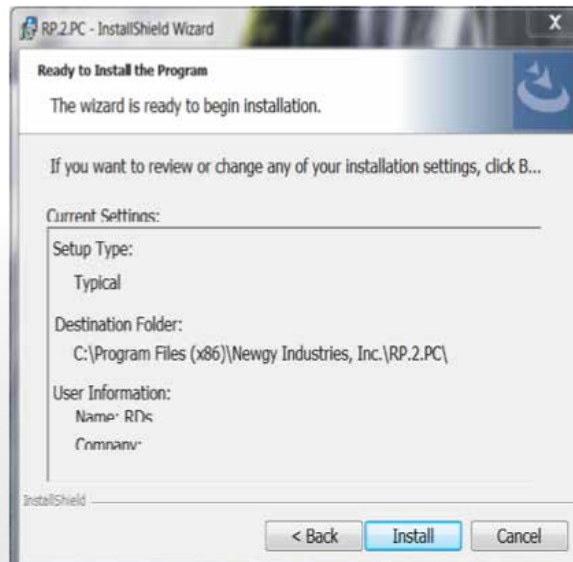 RP.2.PC - InstallShield Wizard
X
Ready to Install the Program
The wizard is ready to begin installation.
If you want to review or change any of your installation settings, click B...
Current Settings:
Setup Type:
Typical
Destination Folder:
C:\Program Files (x86)\Newgy Industries, Inc.\RP.2.PC\
User Information:
Name: RDs
Company:
InstallShield
< Back Install Cancel